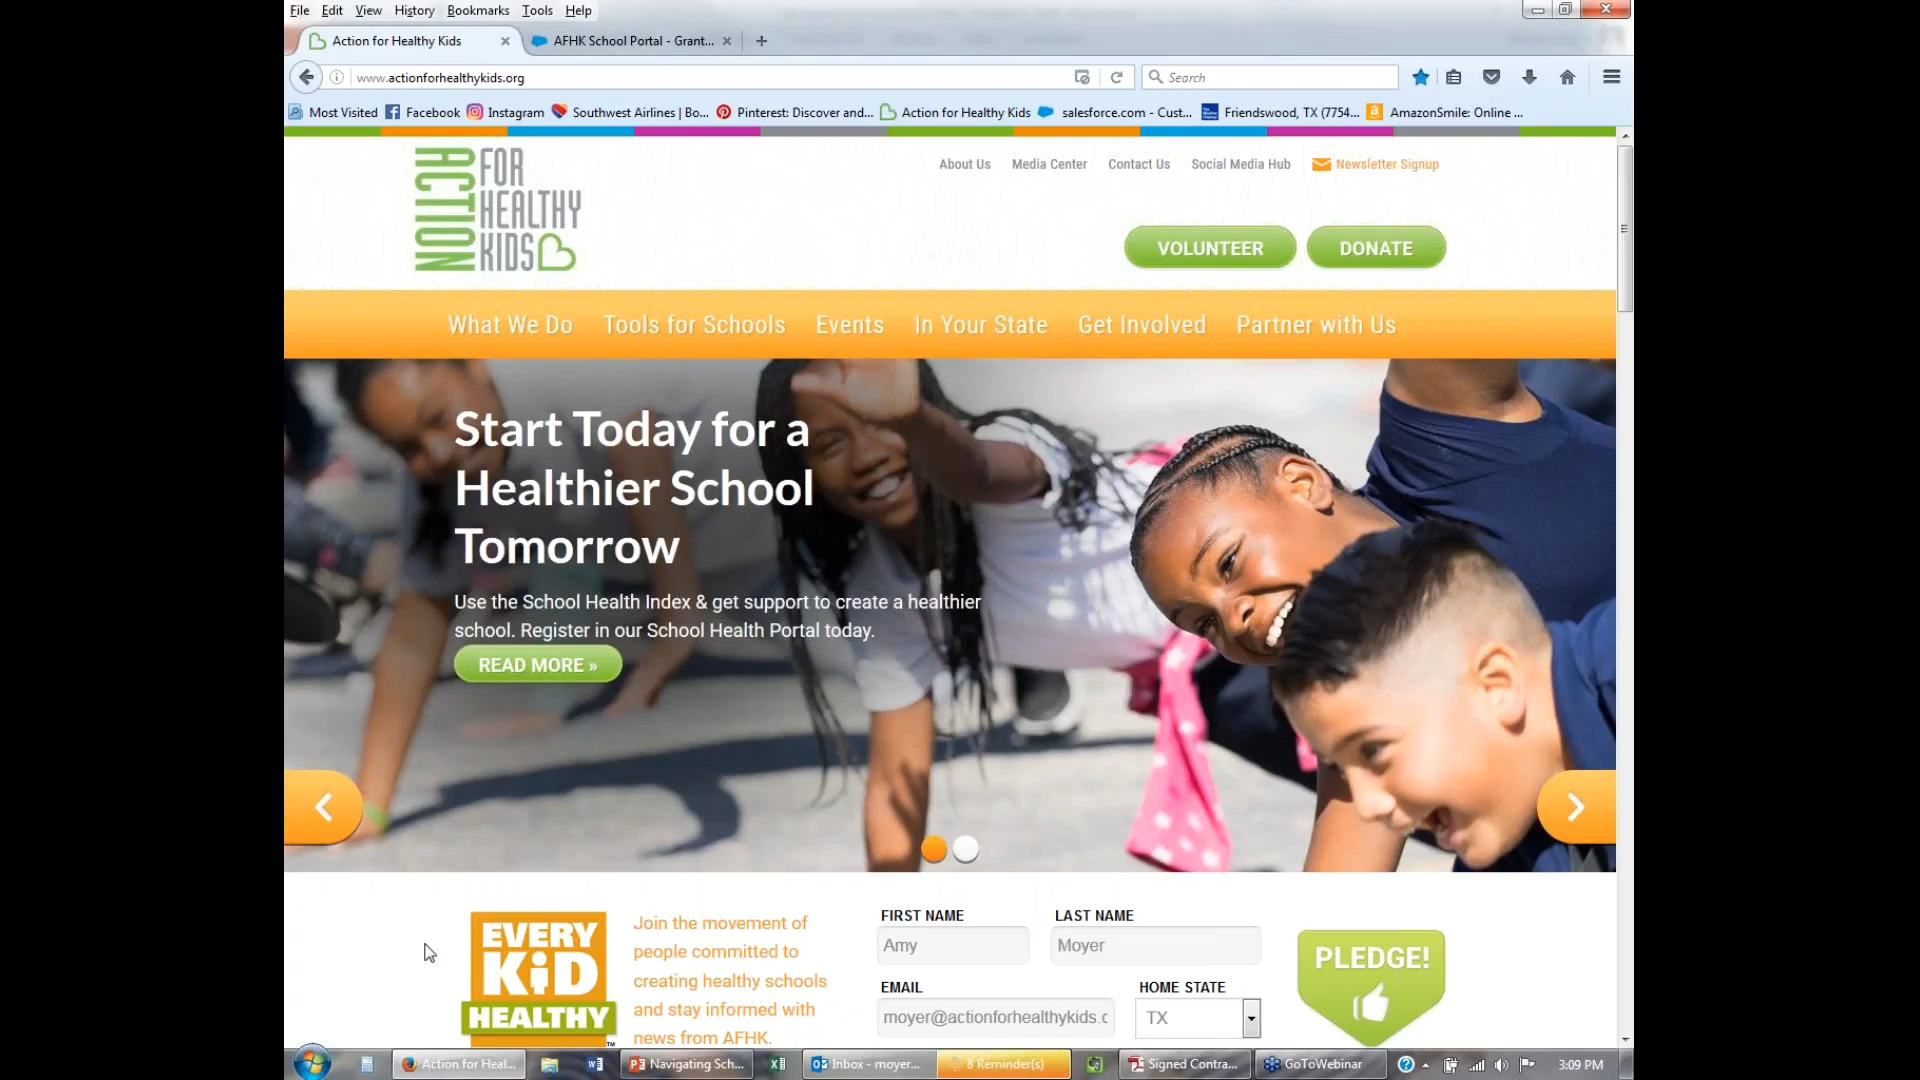 File Edit View History Bookmarks Tools Help
Action for Healthy Kids
AFHK School Portal - Grant...
www.actionforhealthykids.org
Search
Most Visited Facebook Instagram Southwest Airlines | Bo... Pinterest: Discover and... Action for Healthy Kids salesforce.com - Cust... Friendswood, TX (7754... AmazonSmile: Online ...
ACTION
FOR
HEALTHY
KIDS
About Us Media Center Contact Us Social Media Hub Newsletter Signup
VOLUNTEER DONATE
What We Do Tools for Schools Events In Your State Get Involved Partner with Us
Start Today for a
Healthier School
Tomorrow
Use the School Health Index & get support to create a healthier
school. Register in our School Health Portal today.
READ MORE »
EVERY
KiD
HEALTHY
TM
Join the movement of
people committed to
creating healthy schools
and stay informed with
news from AFHK.
FIRST NAME LAST NAME
Amy Moyer
EMAIL HOME STATE
moyer@actionforhealthykids.c TX
PLEDGE!
Action for Heal... Navigating Sch... Inbox - moyer... 8 Reminder(s) Signed Contra... GoToWebinar 3:09 PM